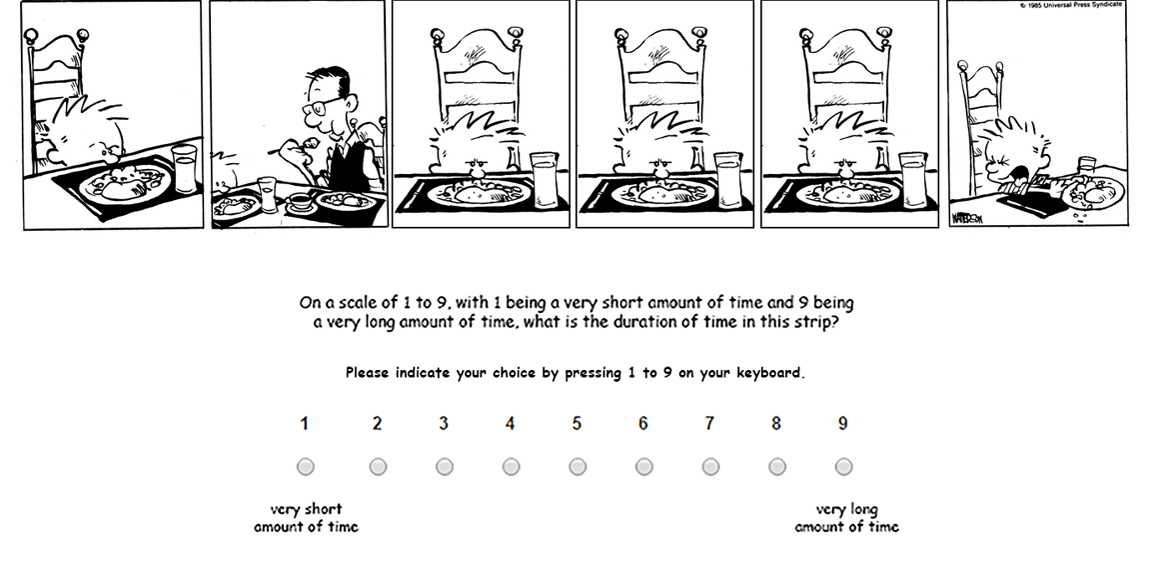 © 1985 Universal Press Syndicate
WATTERSON
On a scale of 1 to 9, with 1 being a very short amount of time and 9 being
a very long amount of time, what is the duration of time in this strip?
Please indicate your choice by pressing 1 to 9 on your keyboard.
1 2 3 4 5 6 7 8 9
very short
amount of time
very long
amount of time